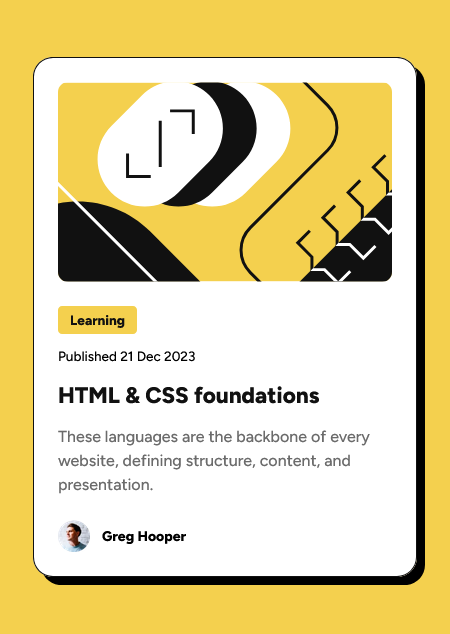 Learning
Published 21 Dec 2023
HTML & CSS foundations
These languages are the backbone of every
website, defining structure, content, and
presentation.
Greg Hooper